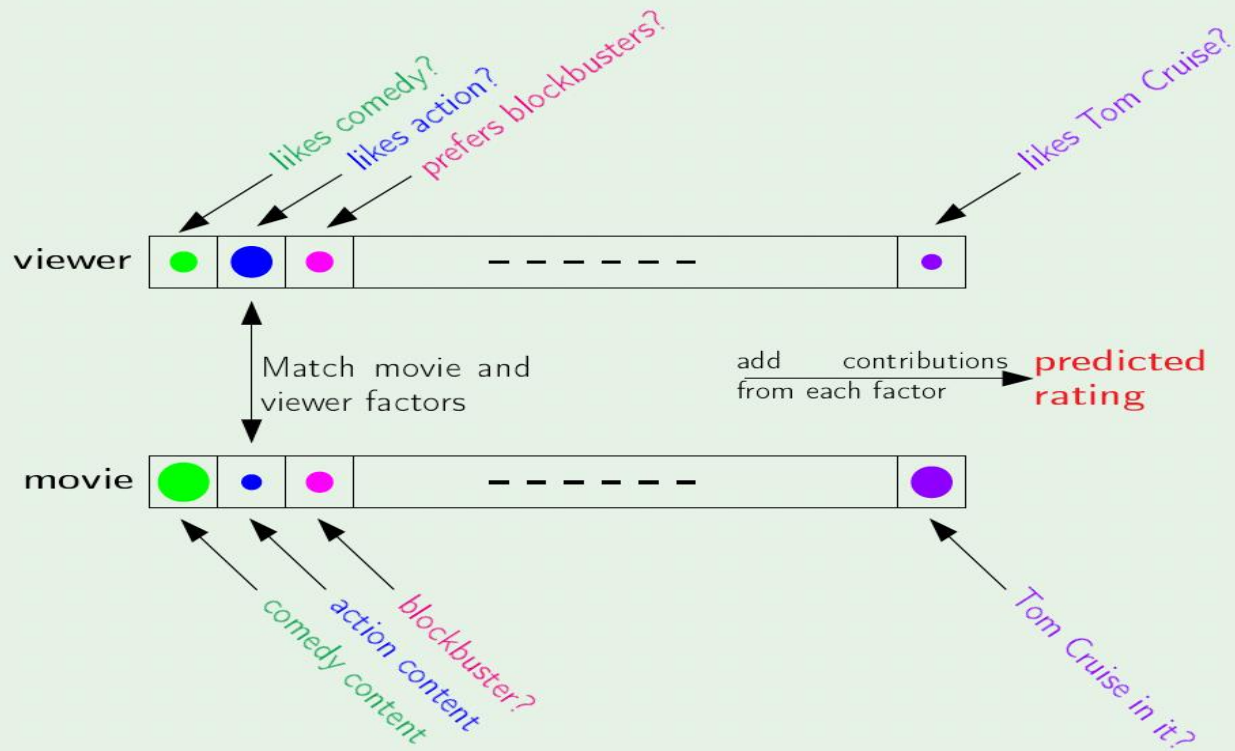 likes comedy?
likes action?
prefers blockbusters?
likes Tom Cruise?
viewer
Match movie and
viewer factors
add contributions
from each factor
predicted
rating
movie
comedy content
action content
blockbuster?
Tom Cruise in it?